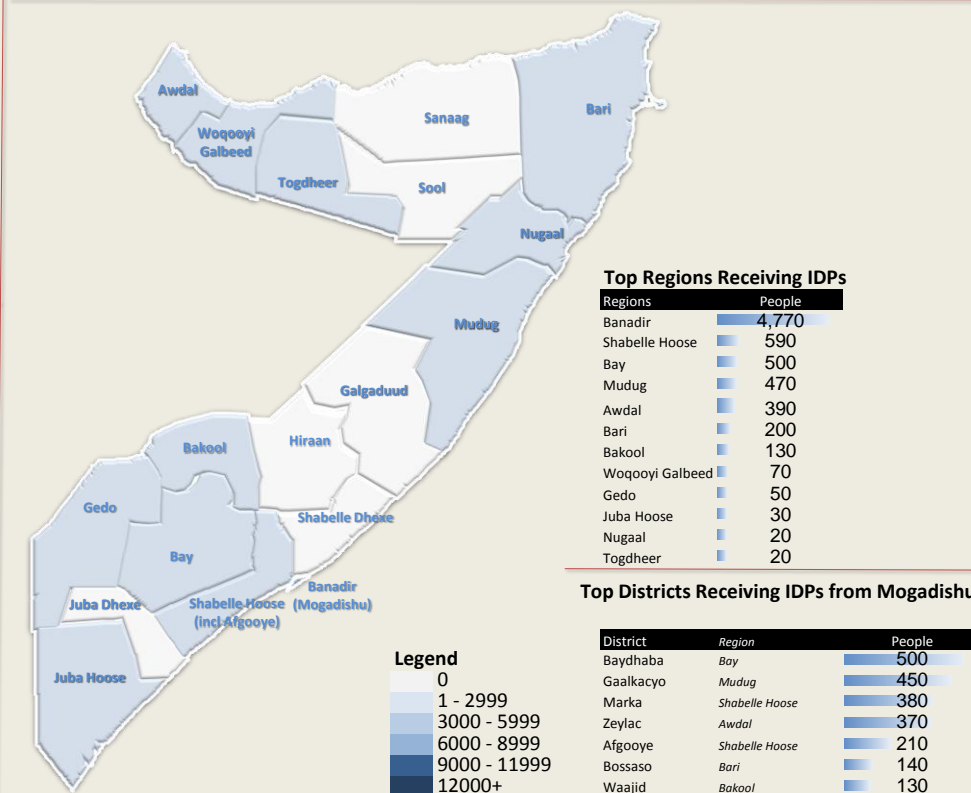 Awdal
Woqooyi
Galbeed
Togdheer
Sanaag
Sool
Bari
Nugaal
Mudug
Galgaduud
Hiraan
Bakool
Gedo
Bay
Shabelle Dhexe
Banadir
(Mogadishu)
Juba Dhexe
Shabelle Hoose
(incl Afgooye)
Juba Hoose
Top Regions Receiving IDPs
Regions People
Banadir 4,770
Shabelle Hoose 590
Bay 500
Mudug 470
Awdal 390
Bari 200
Bakool 130
Woqooyi Galbeed 70
Gedo 50
Juba Hoose 30
Nugaal 20
Togdheer 20
Top Districts Receiving IDPs from Mogadishu
District Region People
Baydhaba Bay 500
Gaalkacyo Mudug 450
Marka Shabelle Hoose 380
Zeylac Awdal 370
Afgooye Shabelle Hoose 210
Bossaso Bari 140
Waajid Bakool 130
Legend
0
1 - 2999
3000 - 5999
6000 - 8999
9000 - 11999
12000+